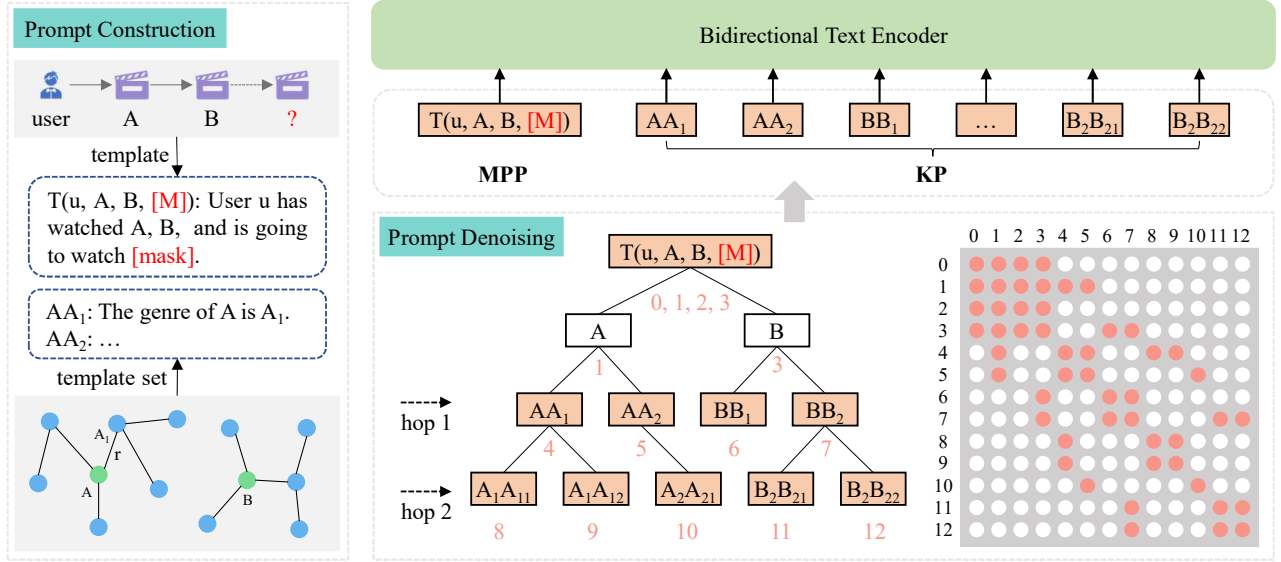 Prompt Construction
user
A
B
?
template
T(u, A, B, [M]): User u has
watched A, B, and is going
to watch [mask].
AA₁: The genre of A is A₁.
AA₂: …
template set
A₁
r
A
B
Bidirectional Text Encoder
T(u, A, B, [M])
AA₁
AA₂
BB₁
…
B₂B₂₁
B₂B₂₂
MPP
KP
Prompt Denoising
T(u, A, B, [M])
0, 1, 2, 3
A
B
1
3
hop 1
AA₁
AA₂
BB₁
BB₂
4
5
6
7
hop 2
A₁A₁₁
A₁A₁₂
A₂A₂₁
B₂B₂₁
B₂B₂₂
8
9
10
11
12
0 1 2 3 4 5 6 7 8 9 10 11 12
0
1
2
3
4
5
6
7
8
9
10
11
12